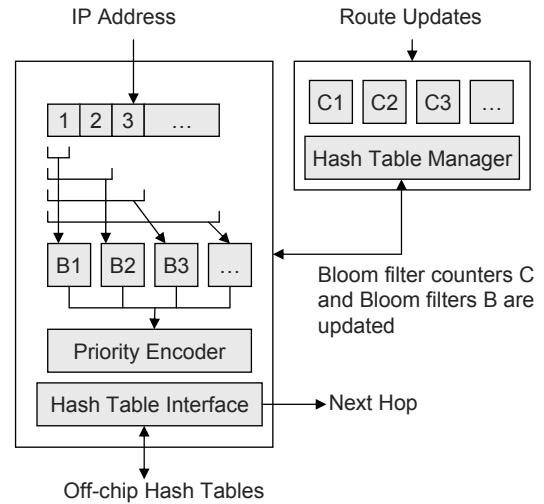 IP Address
Route Updates
1 2 3 …
C1 C2 C3 …
Hash Table Manager
B1 B2 B3 …
Bloom filter counters C
and Bloom filters B are
updated
Priority Encoder
Hash Table Interface
Next Hop
Off-chip Hash Tables